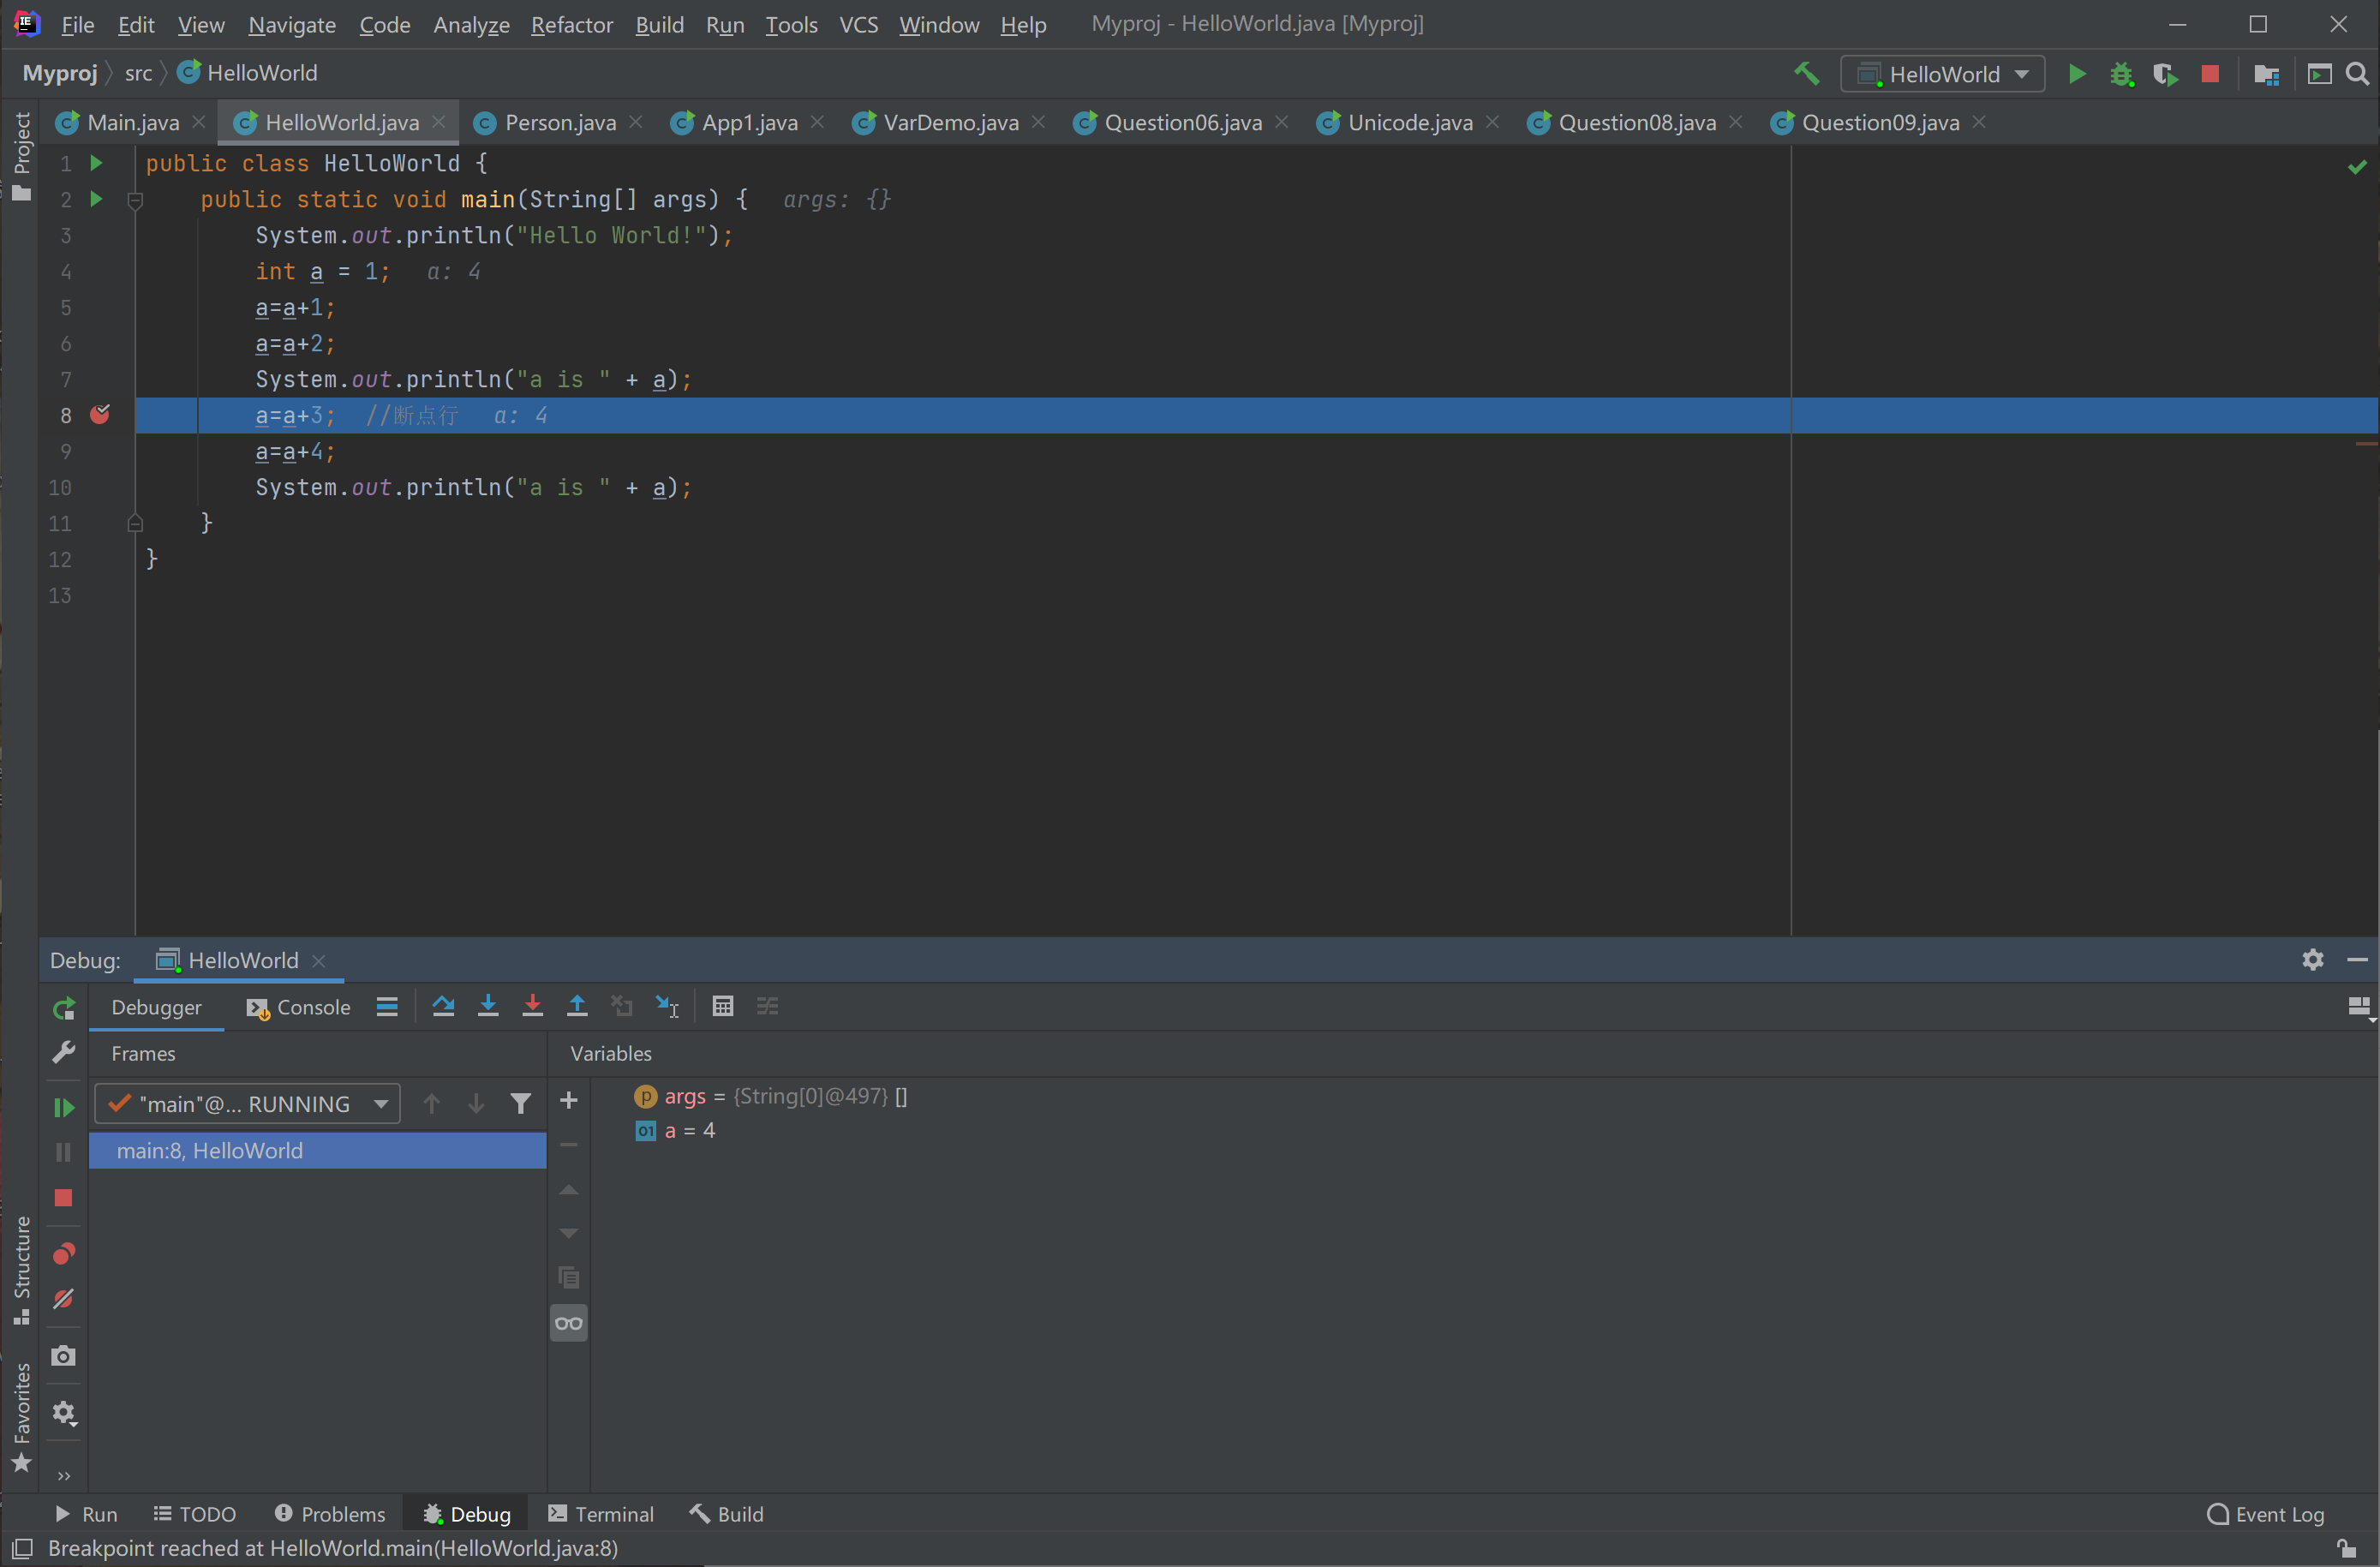 File Edit View Navigate Code Analyze Refactor Build Run Tools VCS Window Help Myproj - HelloWorld.java [Myproj]
Myproj src HelloWorld HelloWorld
Main.java HelloWorld.java Person.java App1.java VarDemo.java Question06.java Unicode.java Question08.java Question09.java
Project
1 public class HelloWorld {
2 public static void main(String[] args) { args: {}
3 System.out.println("Hello World!");
4 int a = 1; a: 4
5 a=a+1;
6 a=a+2;
7 System.out.println("a is " + a);
8 a=a+3; //断点行 a: 4
9 a=a+4;
10 System.out.println("a is " + a);
11 }
12 }
13
Debug: HelloWorld
Debugger Console
Frames Variables
"main"@... RUNNING
main:8, HelloWorld
args = {String[0]@497} []
a = 4
Structure
Favorites
Run TODO Problems Debug Terminal Build Event Log
Breakpoint reached at HelloWorld.main(HelloWorld.java:8)